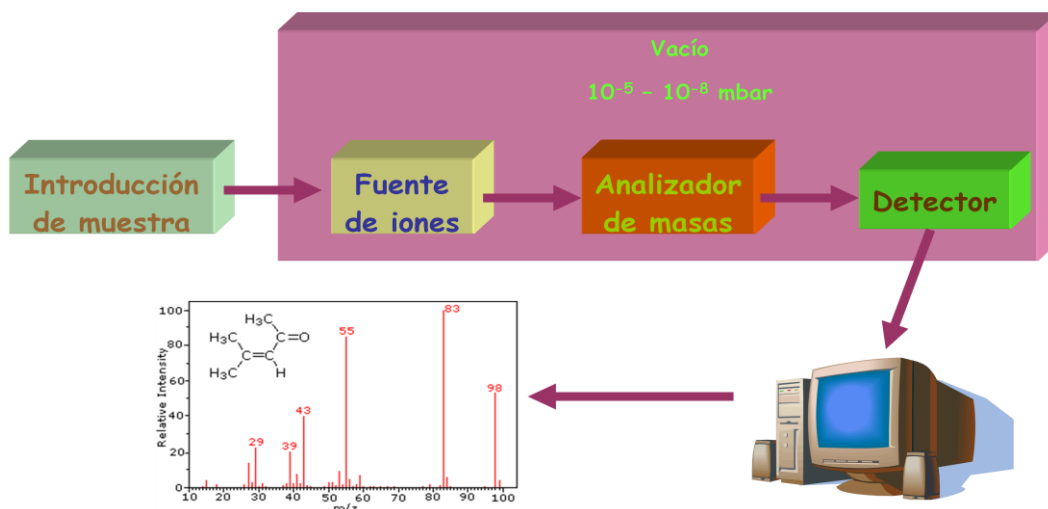 Vacío
10⁻⁵ – 10⁻⁸ mbar
Introducción
de muestra
Fuente
de iones
Analizador
de masas
Detector
Relative Intensity
100
80
60
40
20
0
10
20
30
40
50
60
70
80
90
100
m/z
29
39
43
55
83
98
H₃C
H₃C
C=O
C=C
H₃C
H